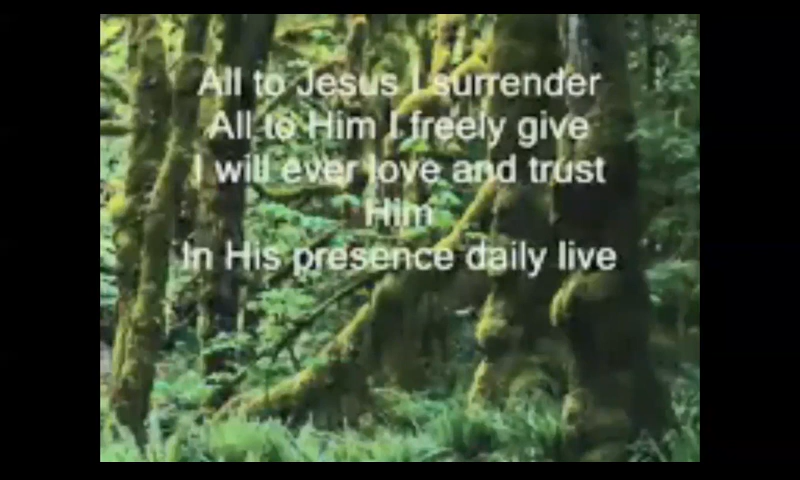 All to Jesus I surrender
All to Him I freely give
I will ever love and trust
Him
In His presence daily live